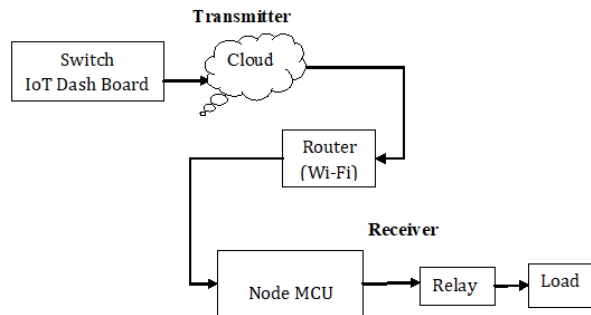 Transmitter
Switch
IoT Dash Board
Cloud
Router
(Wi-Fi)
Receiver
Node MCU
Relay
Load